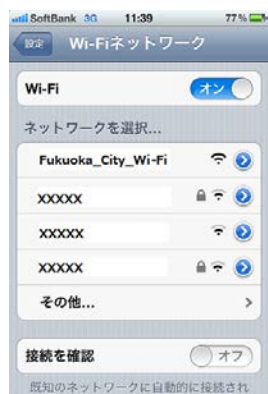 SoftBank 3G 11:39 77%
設定 Wi-Fiネットワーク
Wi-Fi オン
ネットワークを選択...
Fukuoka_City_Wi-Fi
xxxxx
xxxxx
xxxxx
その他...
接続を確認 オフ
既知のネットワークに自動的に接続され